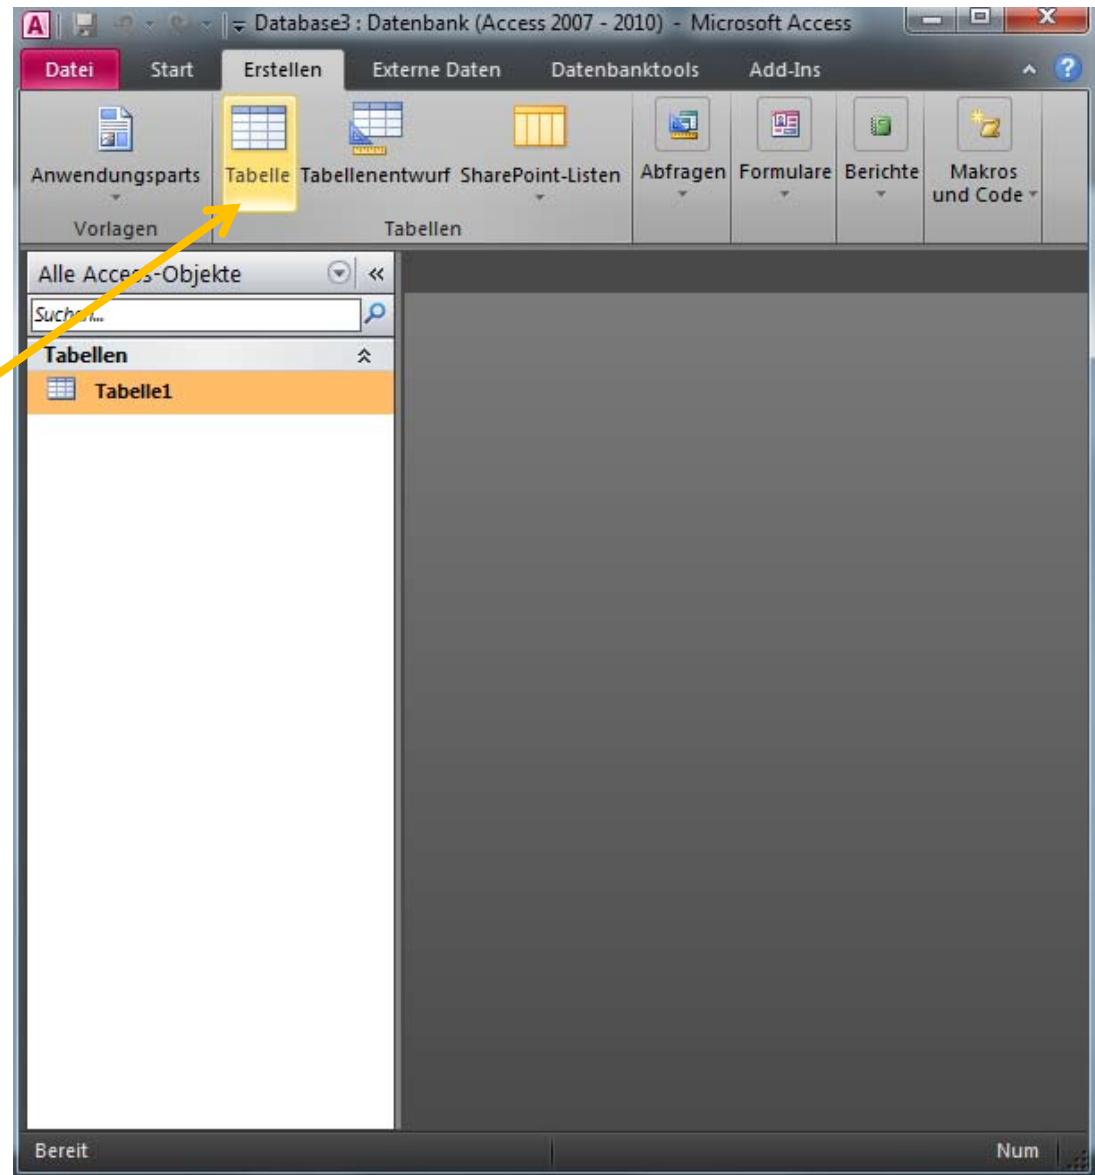 A Database3 : Datenbank (Access 2007 - 2010) - Microsoft Access
Datei Start Erstellen Externe Daten Datenbanktools Add-Ins ?
Anwendungsparts Tabelle Tabellenentwurf SharePoint-Listen Abfragen Formulare Berichte Makros
und Code
Vorlagen Tabellen
Alle Access-Objekte «
Suchen...
Tabellen
Tabelle1
Bereit Num